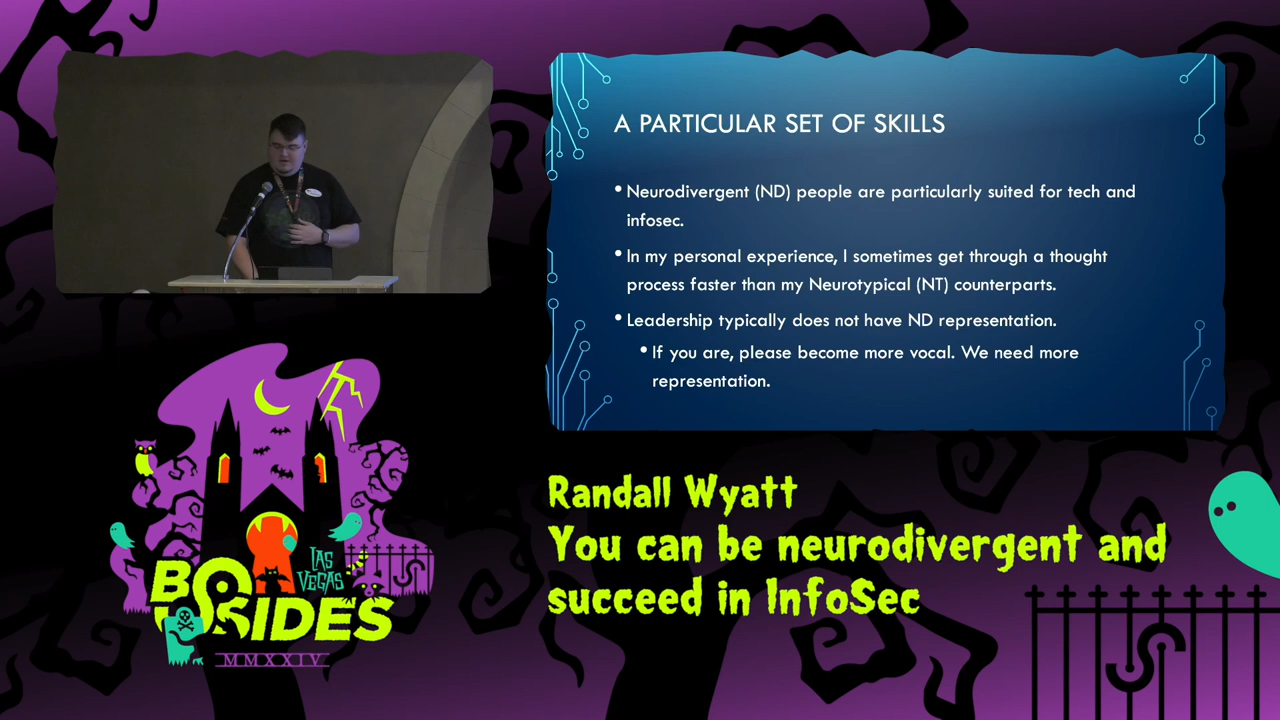 A PARTICULAR SET OF SKILLS
• Neurodivergent (ND) people are particularly suited for tech and
infosec.
• In my personal experience, I sometimes get through a thought
process faster than my Neurotypical (NT) counterparts.
• Leadership typically does not have ND representation.
• If you are, please become more vocal. We need more
representation.
Randall Wyatt
You can be neurodivergent and
succeed in InfoSec
LAS
VEGAS
BSIDES
MMXXIV